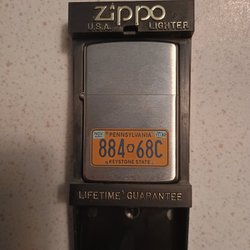 zippo
U.S.A. LIGHTER
PENNSYLVANIA
884 68C
KEYSTONE STATE
LIFETIME GUARANTEE